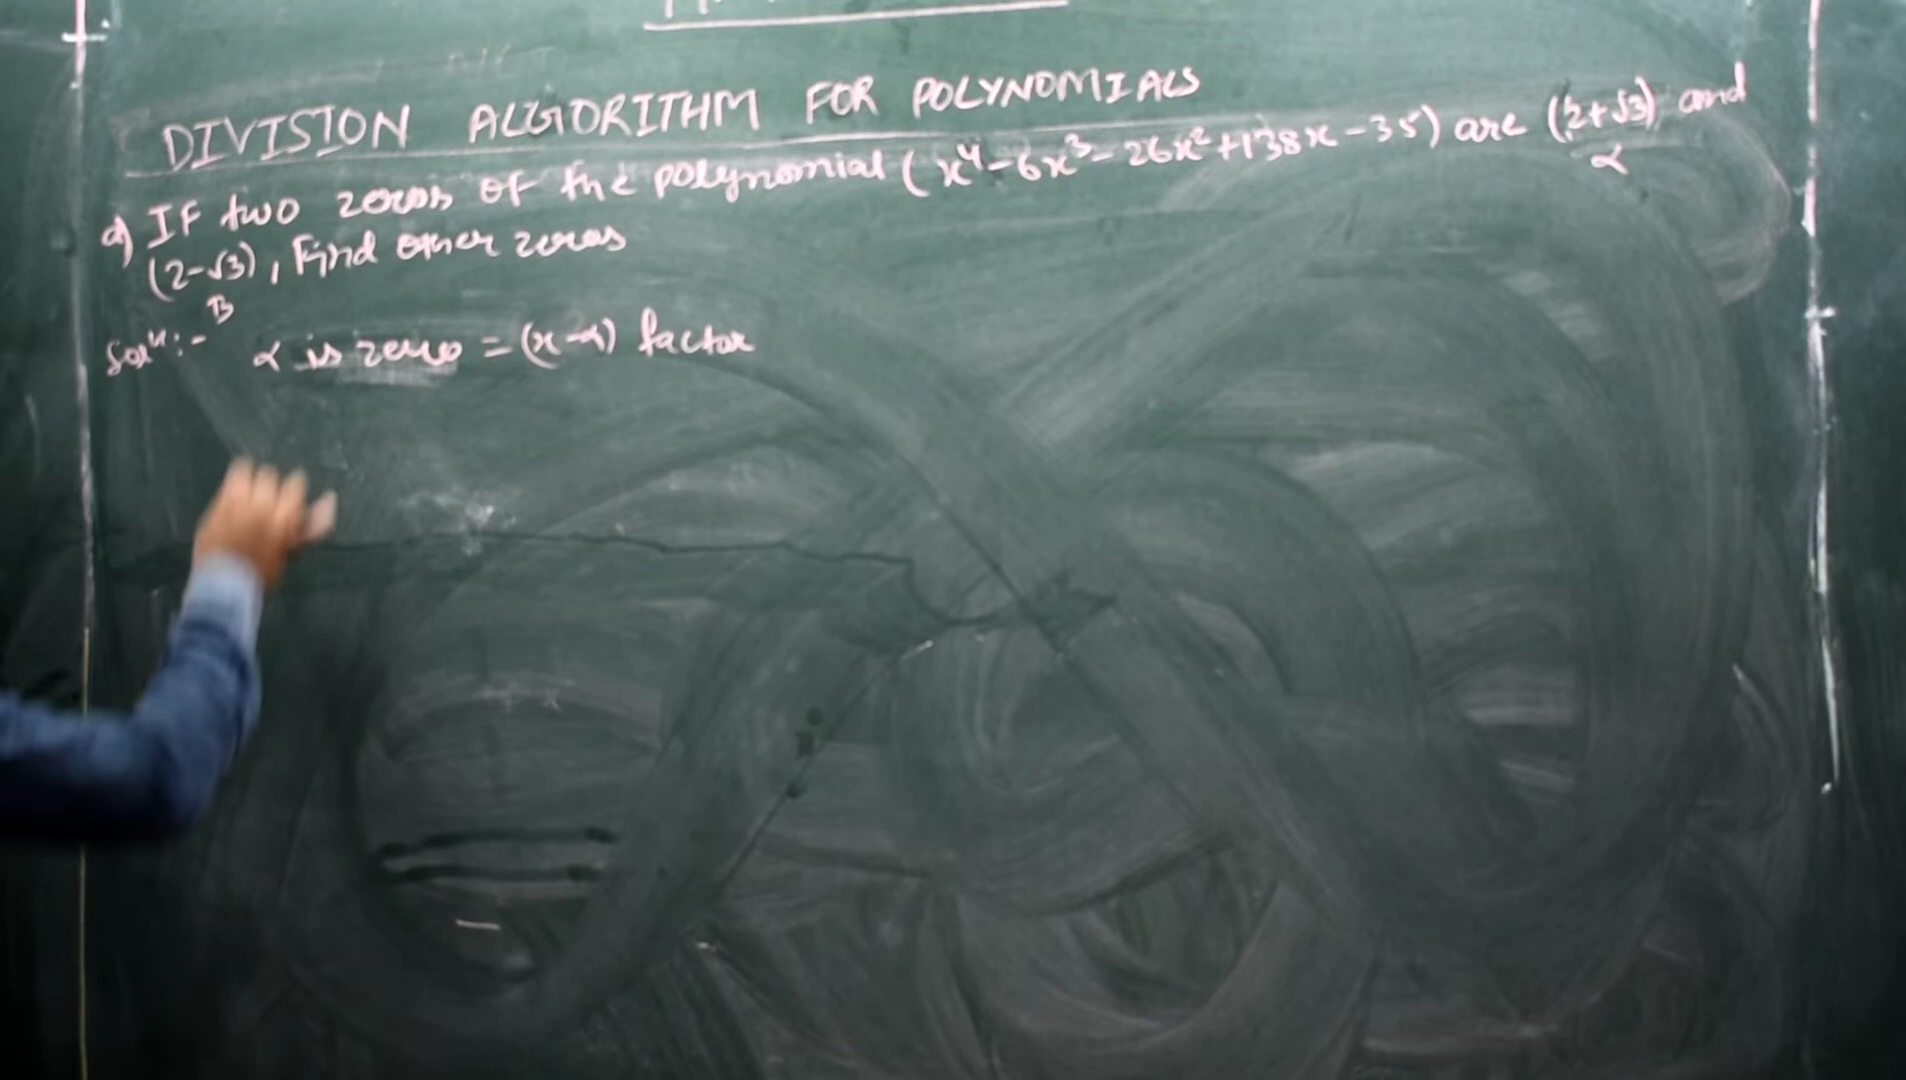 DIVISION ALGORITHM FOR POLYNOMIALS
Q) IF two zeros of the polynomial (x⁴-6x³-26x²+138x-35) are (2+√3) and
α
(2-√3), Find other zeros
β
Solⁿ:- α is zero = (x-α) factor